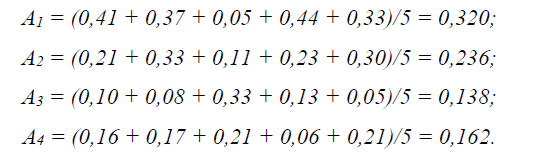 A1 = (0,41 + 0,37 + 0,05 + 0,44 + 0,33)/5 = 0,320;
A2 = (0,21 + 0,33 + 0,11 + 0,23 + 0,30)/5 = 0,236;
A3 = (0,10 + 0,08 + 0,33 + 0,13 + 0,05)/5 = 0,138;
A4 = (0,16 + 0,17 + 0,21 + 0,06 + 0,21)/5 = 0,162.